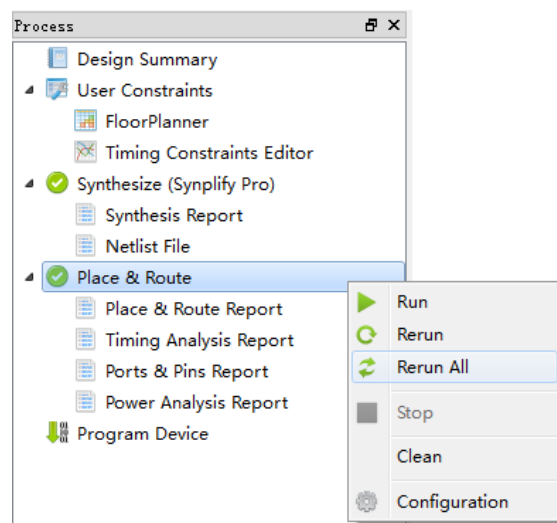 Process
Design Summary
User Constraints
FloorPlanner
Timing Constraints Editor
Synthesize (Synplify Pro)
Synthesis Report
Netlist File
Place & Route
Place & Route Report
Timing Analysis Report
Ports & Pins Report
Power Analysis Report
Program Device
Run
Rerun
Rerun All
Stop
Clean
Configuration